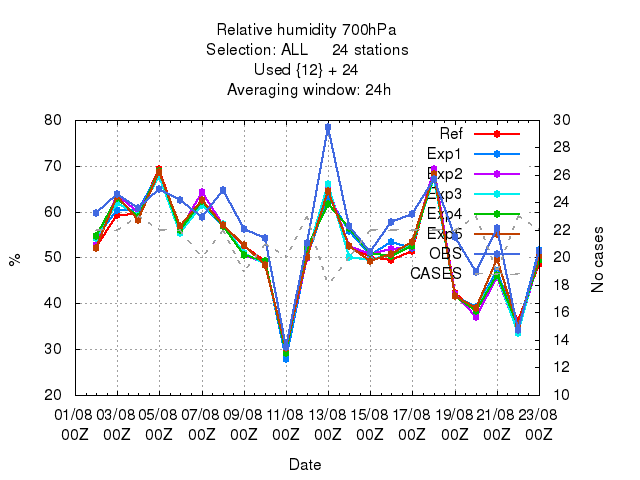 Relative humidity 700hPa
Selection: ALL 24 stations
Used {12} + 24
Averaging window: 24h
80 30
Ref
28
Exp1
70
Exp2 26
Exp3
24
60 Exp4
Exp5 22
OBS
50 20
CASES
18
40 16
14
30
12
20 10
% No cases
01/08 03/08 05/08 07/08 09/08 11/08 13/08 15/08 17/08 19/08 21/08 23/08
00Z 00Z 00Z 00Z 00Z 00Z 00Z 00Z 00Z 00Z 00Z 00Z
Date